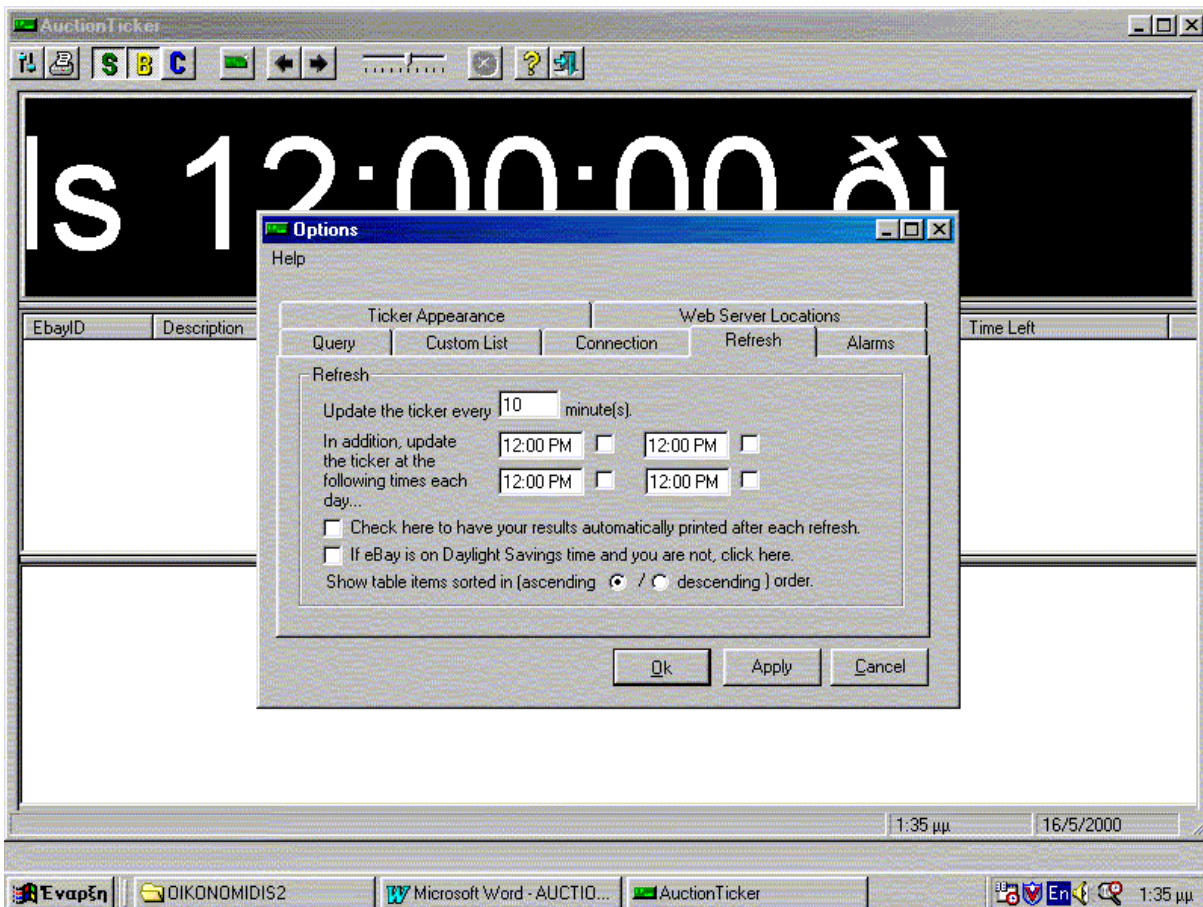 AuctionTicker
S B C
ls 12:00:00 ðì
Options
Help
Ticker Appearance Web Server Locations
Query Custom List Connection Refresh Alarms
EbayID Description Time Left
Refresh
Update the ticker every 10 minute(s).
In addition, update 12:00 PM 12:00 PM
the ticker at the
following times each 12:00 PM 12:00 PM
day...
Check here to have your results automatically printed after each refresh.
If eBay is on Daylight Savings time and you are not, click here.
Show table items sorted in (ascending / descending ) order.
Ok Apply Cancel
1:35 μμ 16/5/2000
Έναρξη OIKONOMIDIS2 Microsoft Word - AUCTIO... AuctionTicker En 1:35 μμ